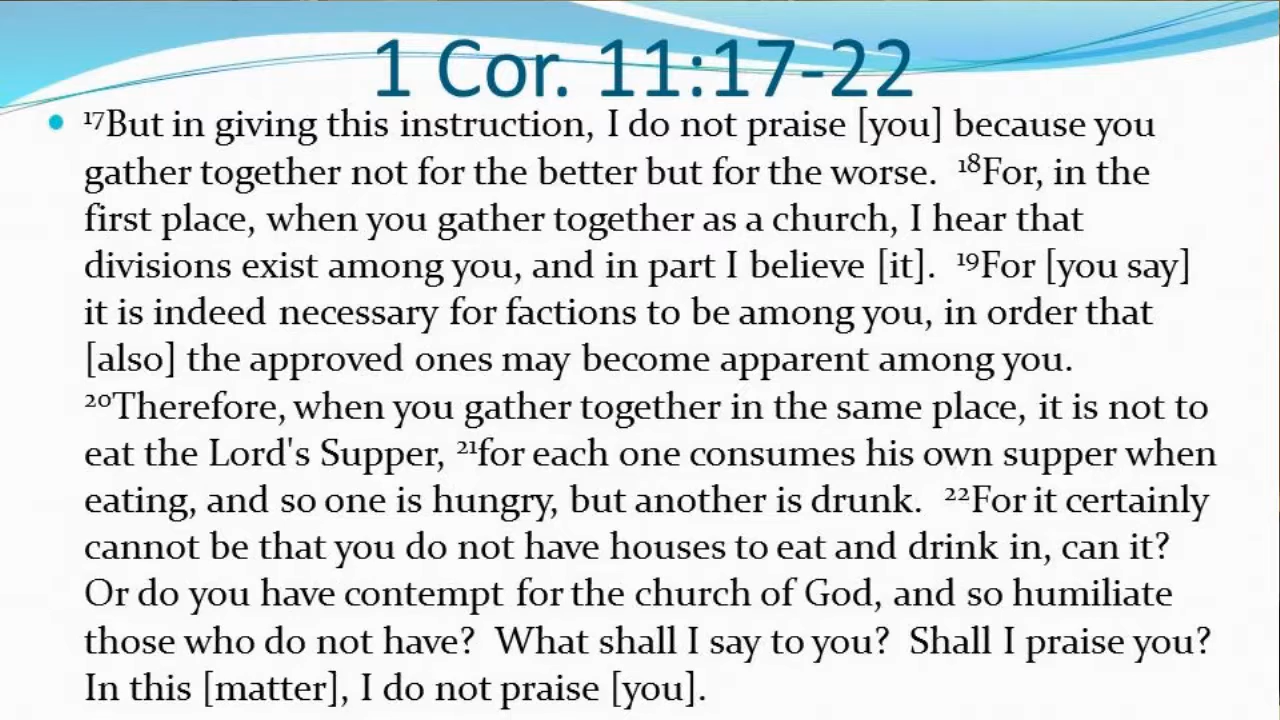 1 Cor. 11:17-22
• ¹⁷But in giving this instruction, I do not praise [you] because you
gather together not for the better but for the worse. ¹⁸For, in the
first place, when you gather together as a church, I hear that
divisions exist among you, and in part I believe [it]. ¹⁹For [you say]
it is indeed necessary for factions to be among you, in order that
[also] the approved ones may become apparent among you.
²⁰Therefore, when you gather together in the same place, it is not to
eat the Lord's Supper, ²¹for each one consumes his own supper when
eating, and so one is hungry, but another is drunk. ²²For it certainly
cannot be that you do not have houses to eat and drink in, can it?
Or do you have contempt for the church of God, and so humiliate
those who do not have? What shall I say to you? Shall I praise you?
In this [matter], I do not praise [you].